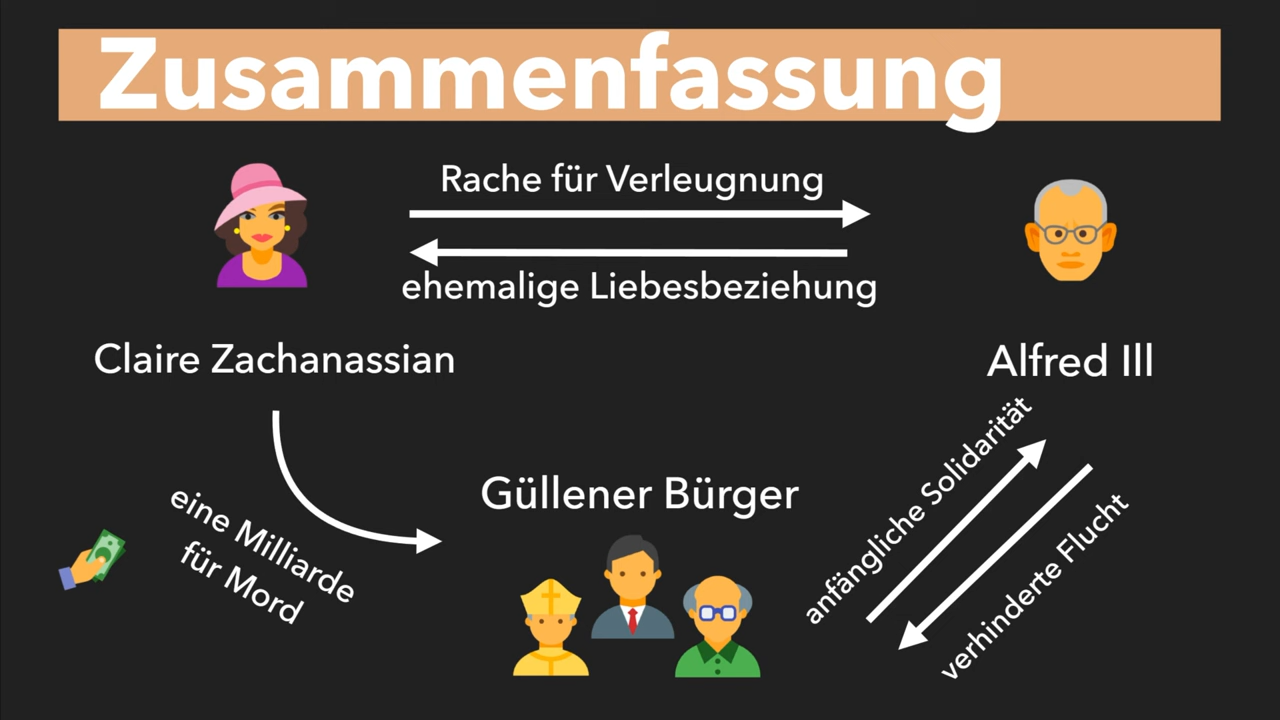 Zusammenfassung
Rache für Verleugnung
ehemalige Liebesbeziehung
Claire Zachanassian
Alfred Ill
eine Milliarde
für Mord
Güllener Bürger
anfängliche Solidarität
verhinderte Flucht